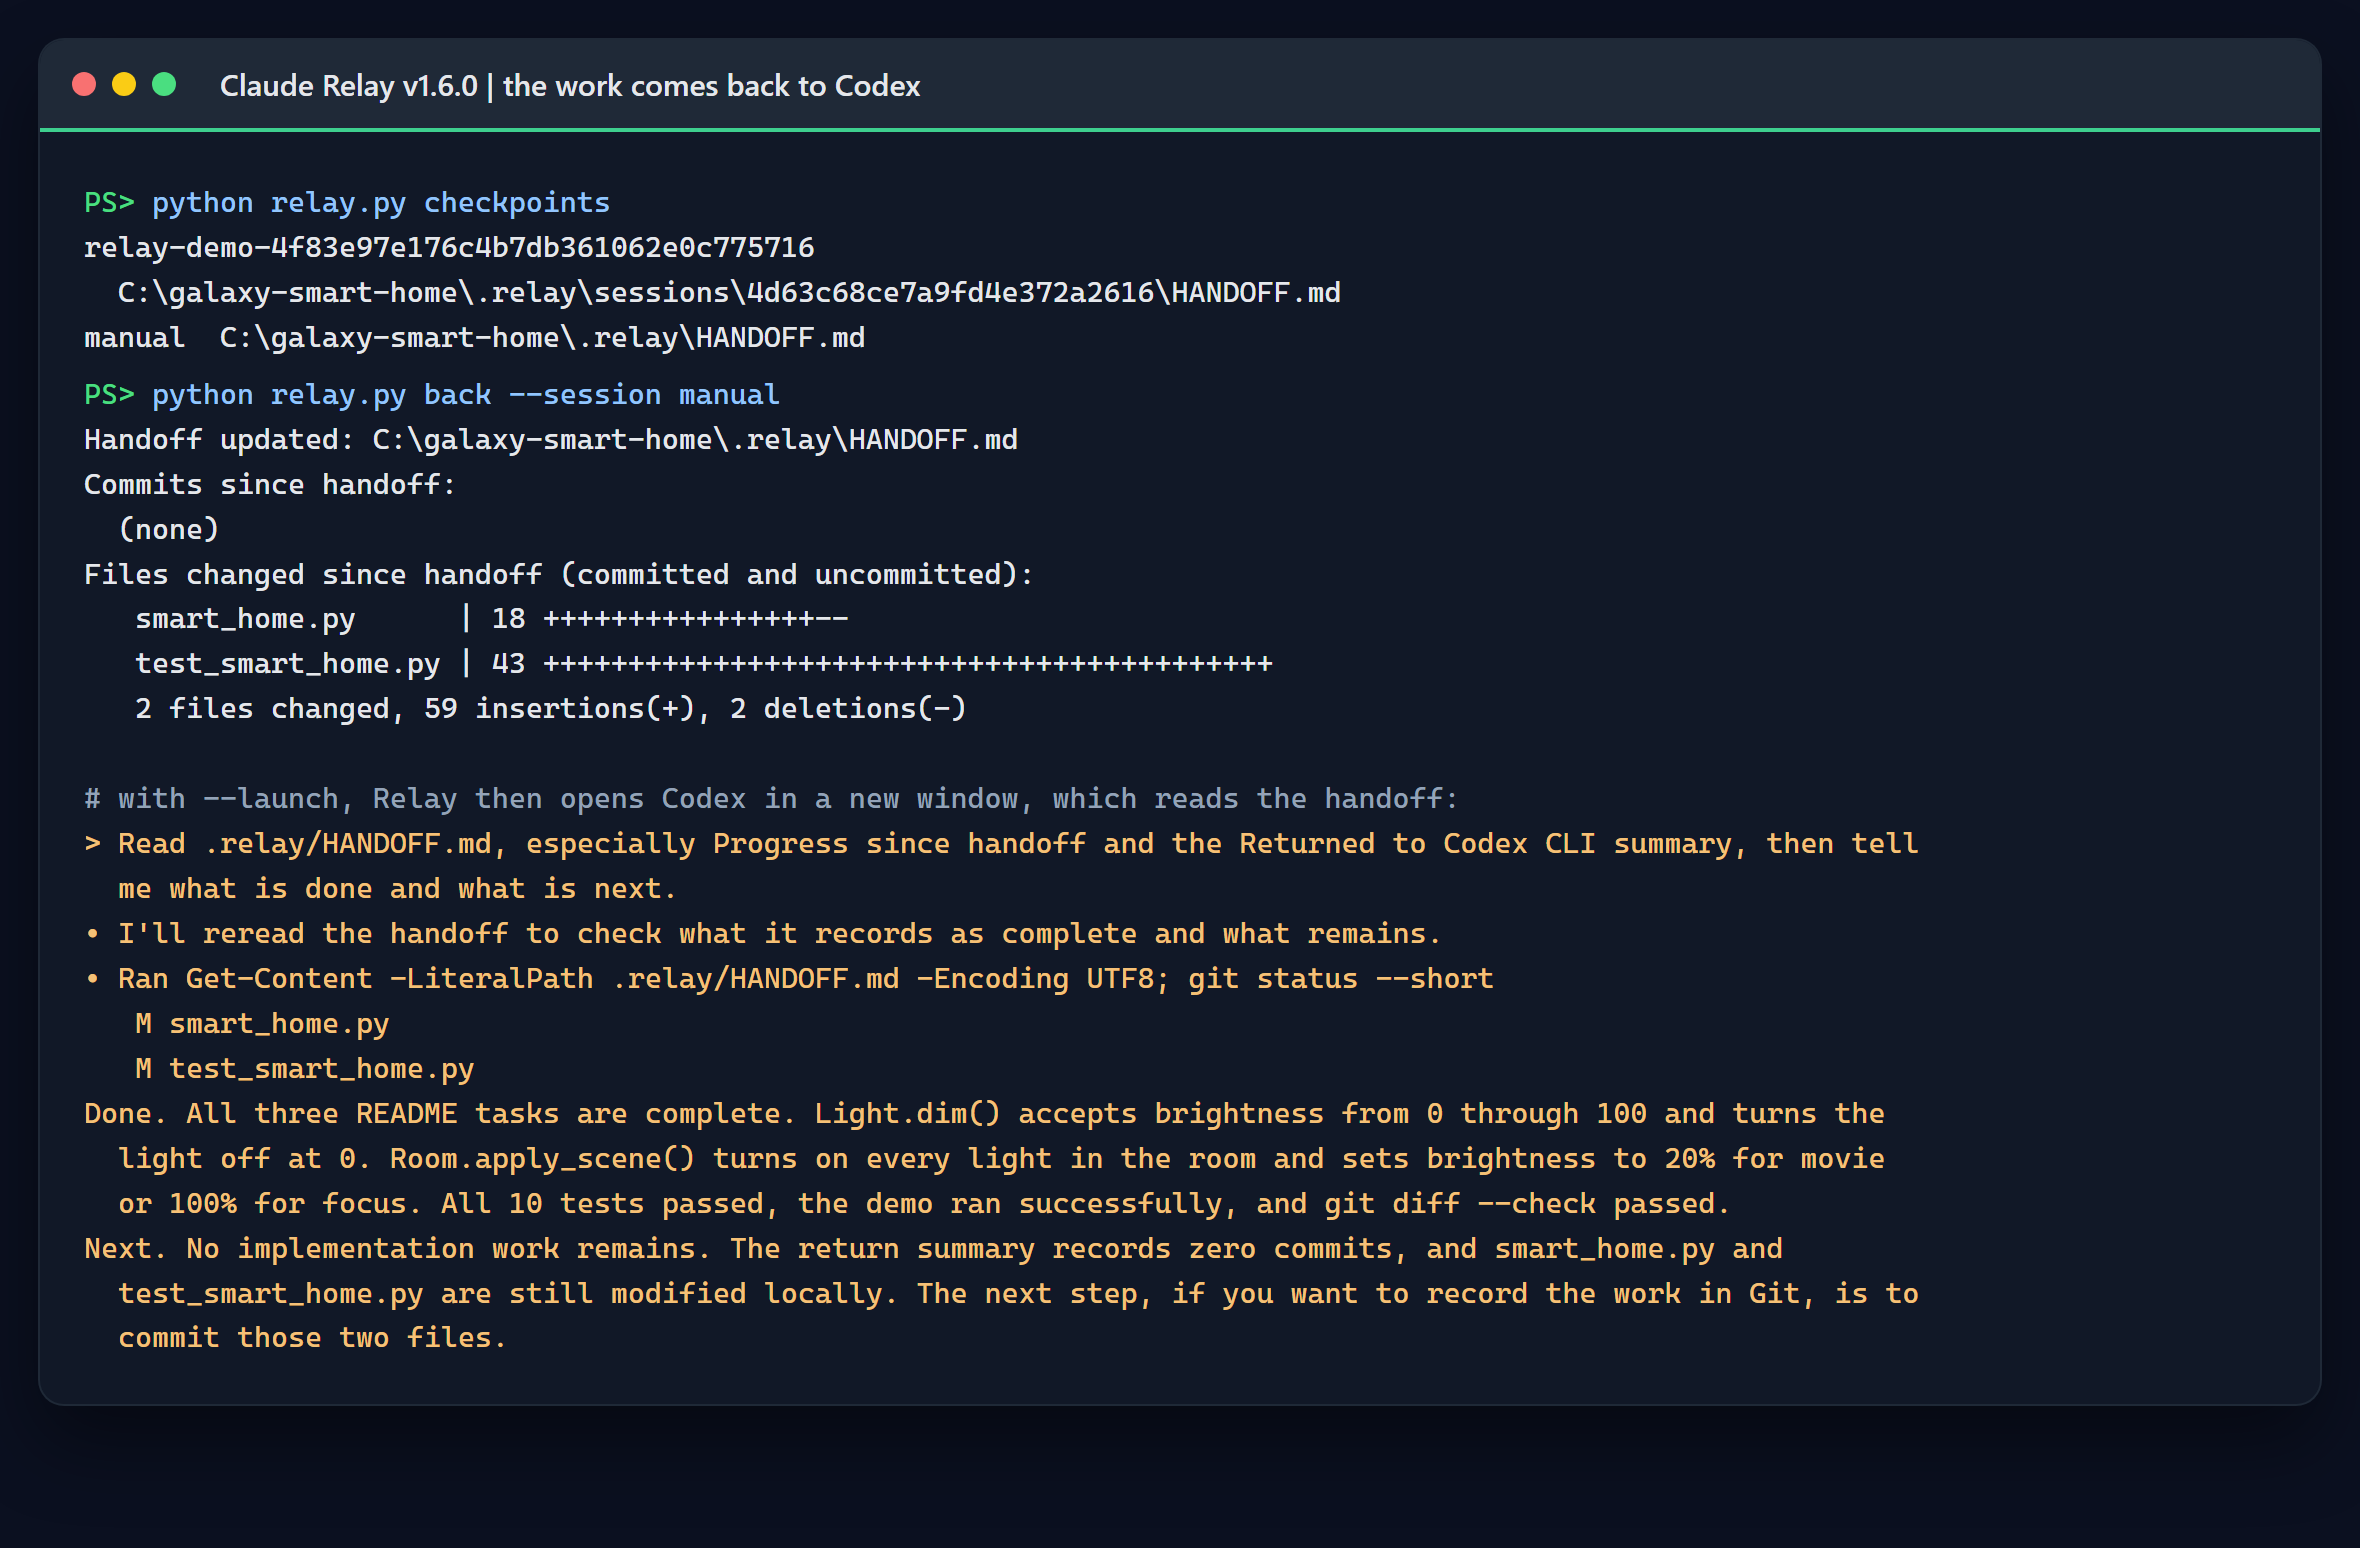 Claude Relay v1.6.0 | the work comes back to Codex
PS> python relay.py checkpoints
relay-demo-4f83e97e176c4b7db361062e0c775716
  C:\galaxy-smart-home\.relay\sessions\4d63c68ce7a9fd4e372a2616\HANDOFF.md
manual  C:\galaxy-smart-home\.relay\HANDOFF.md
PS> python relay.py back --session manual
Handoff updated: C:\galaxy-smart-home\.relay\HANDOFF.md
Commits since handoff:
  (none)
Files changed since handoff (committed and uncommitted):
   smart_home.py      | 18 ++++++++++++++++--
   test_smart_home.py | 43 +++++++++++++++++++++++++++++++++++++++++++
   2 files changed, 59 insertions(+), 2 deletions(-)
# with --launch, Relay then opens Codex in a new window, which reads the handoff:
> Read .relay/HANDOFF.md, especially Progress since handoff and the Returned to Codex CLI summary, then tell
  me what is done and what is next.
• I'll reread the handoff to check what it records as complete and what remains.
• Ran Get-Content -LiteralPath .relay/HANDOFF.md -Encoding UTF8; git status --short
   M smart_home.py
   M test_smart_home.py
Done. All three README tasks are complete. Light.dim() accepts brightness from 0 through 100 and turns the
  light off at 0. Room.apply_scene() turns on every light in the room and sets brightness to 20% for movie
  or 100% for focus. All 10 tests passed, the demo ran successfully, and git diff --check passed.
Next. No implementation work remains. The return summary records zero commits, and smart_home.py and
  test_smart_home.py are still modified locally. The next step, if you want to record the work in Git, is to
  commit those two files.